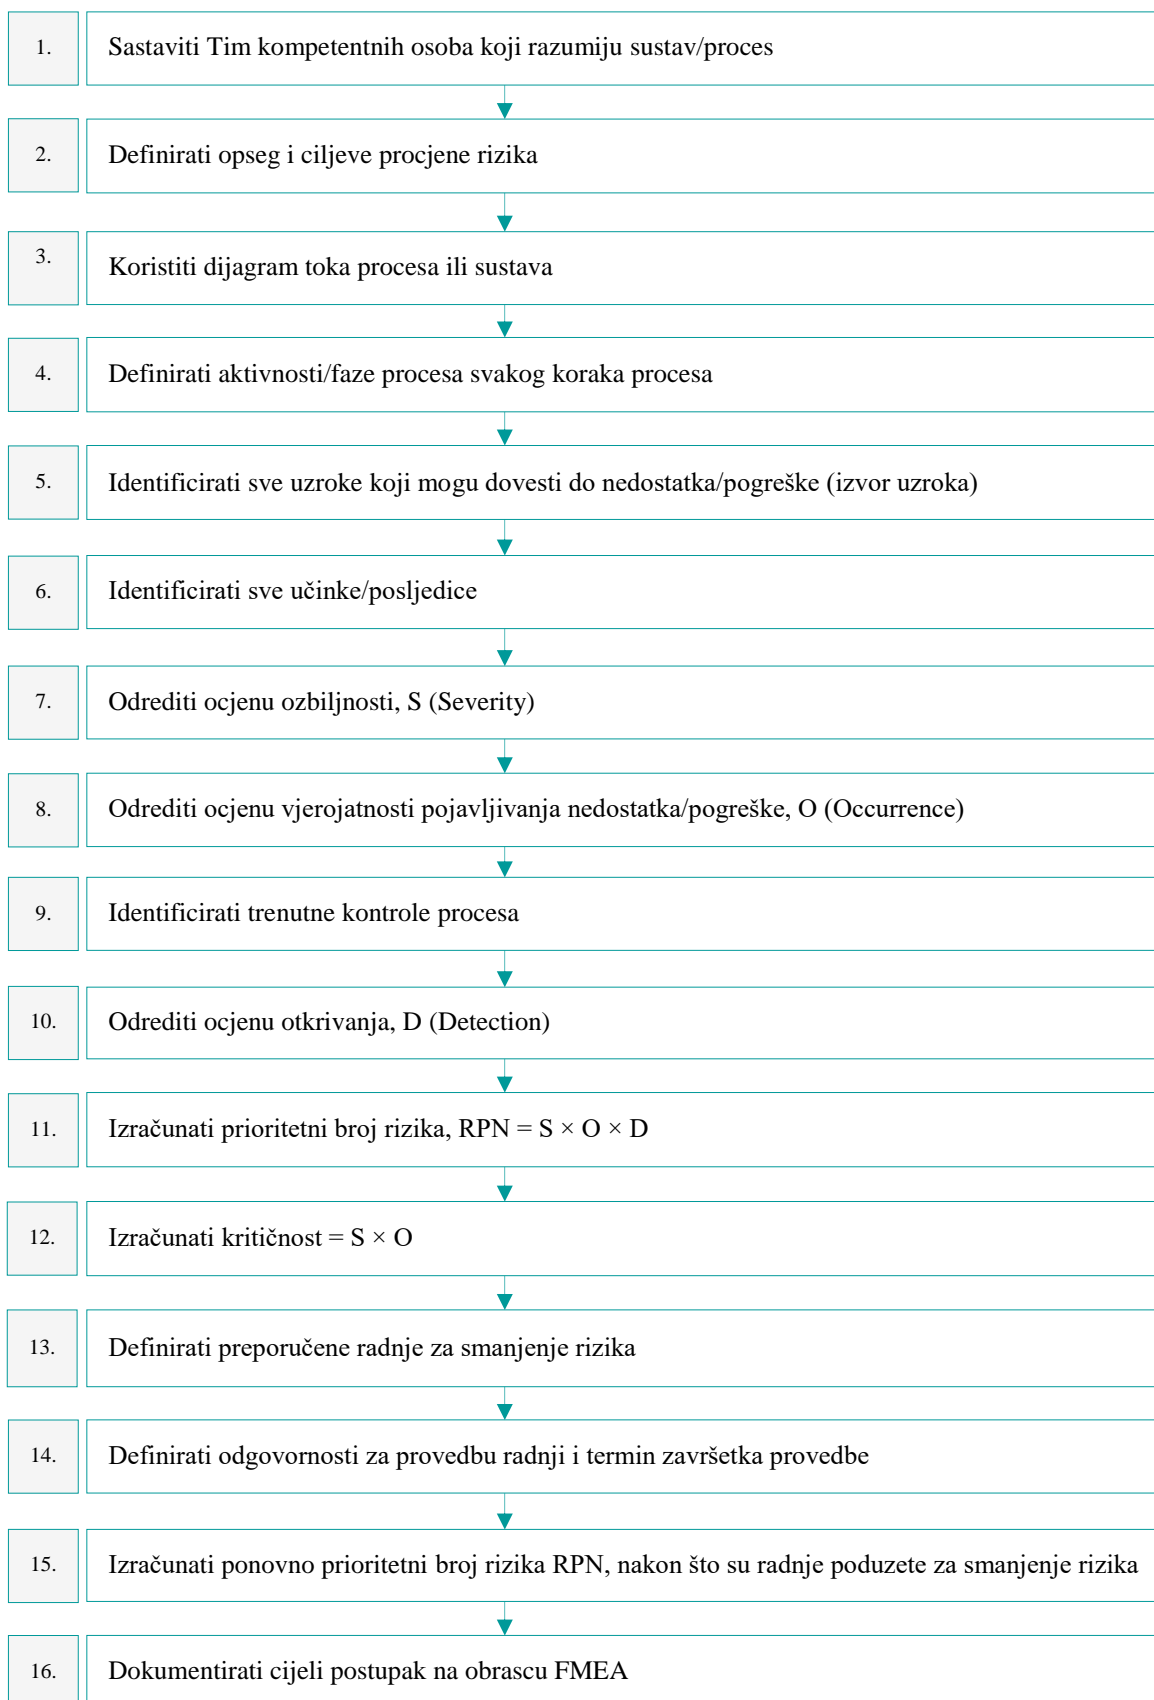 1. Sastaviti Tim kompetentnih osoba koji razumiju sustav/proces
2. Definirati opseg i ciljeve procjene rizika
3. Koristiti dijagram toka procesa ili sustava
4. Definirati aktivnosti/faze procesa svakog koraka procesa
5. Identificirati sve uzroke koji mogu dovesti do nedostatka/pogreške (izvor uzroka)
6. Identificirati sve učinke/posljedice
7. Odrediti ocjenu ozbiljnosti, S (Severity)
8. Odrediti ocjenu vjerojatnosti pojavljivanja nedostatka/pogreške, O (Occurrence)
9. Identificirati trenutne kontrole procesa
10. Odrediti ocjenu otkrivanja, D (Detection)
11. Izračunati prioritetni broj rizika, RPN = S × O × D
12. Izračunati kritičnost = S × O
13. Definirati preporučene radnje za smanjenje rizika
14. Definirati odgovornosti za provedbu radnji i termin završetka provedbe
15. Izračunati ponovno prioritetni broj rizika RPN, nakon što su radnje poduzete za smanjenje rizika
16. Dokumentirati cijeli postupak na obrascu FMEA